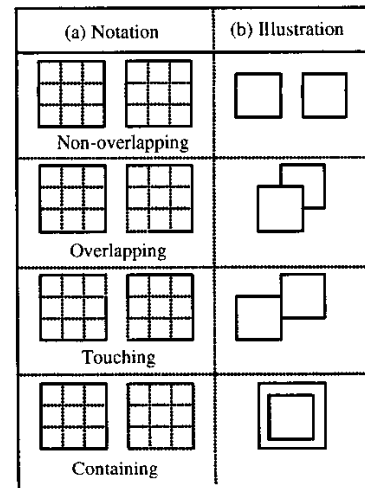 (a) Notation (b) Illustration
Non-overlapping
Overlapping
Touching
Containing